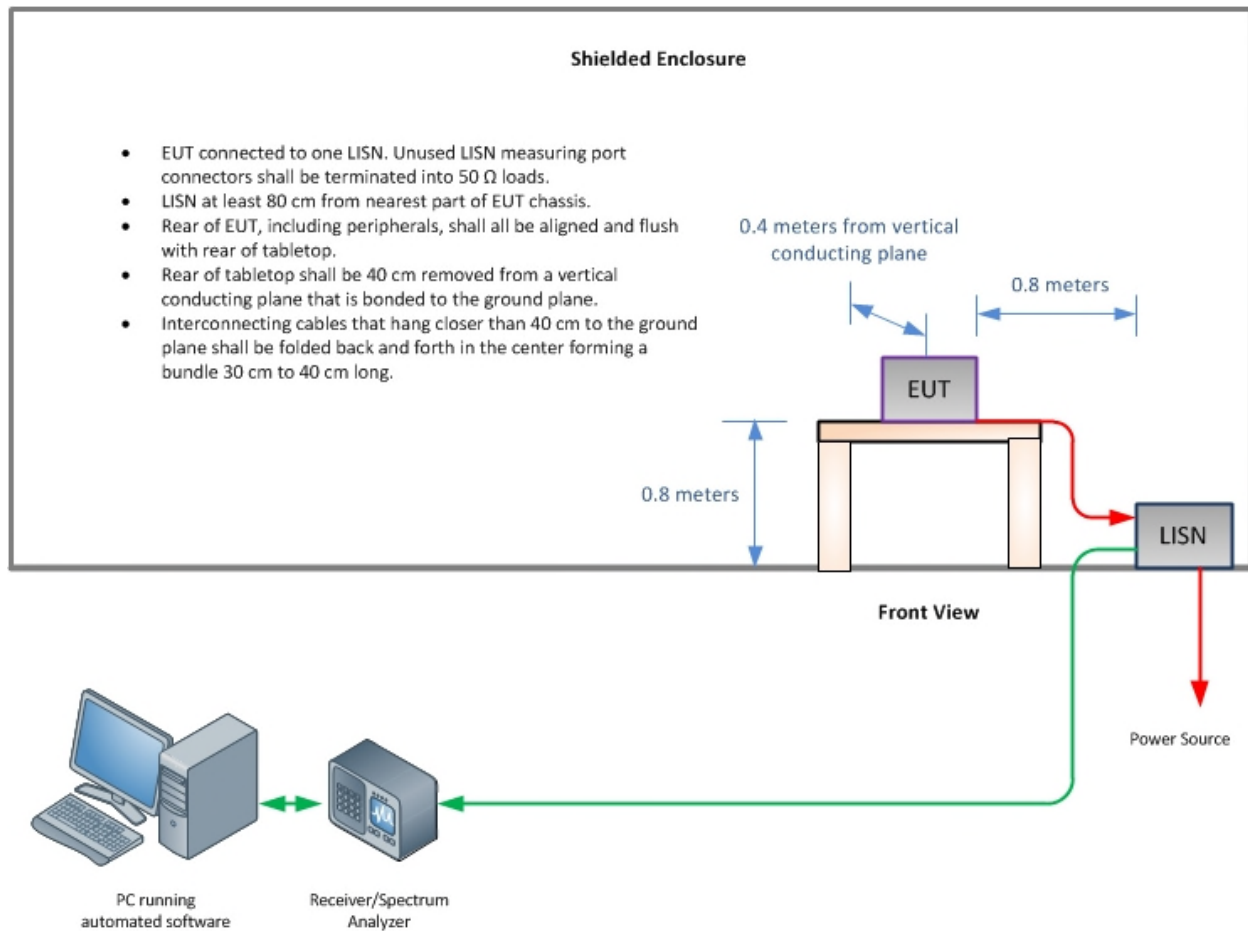 Shielded Enclosure
• EUT connected to one LISN. Unused LISN measuring port
connectors shall be terminated into 50 Ω loads.
• LISN at least 80 cm from nearest part of EUT chassis.
• Rear of EUT, including peripherals, shall all be aligned and flush
with rear of tabletop.
• Rear of tabletop shall be 40 cm removed from a vertical
conducting plane that is bonded to the ground plane.
• Interconnecting cables that hang closer than 40 cm to the ground
plane shall be folded back and forth in the center forming a
bundle 30 cm to 40 cm long.
0.4 meters from vertical
conducting plane
0.8 meters
EUT
0.8 meters
LISN
Front View
Power Source
PC running
automated software
Receiver/Spectrum
Analyzer